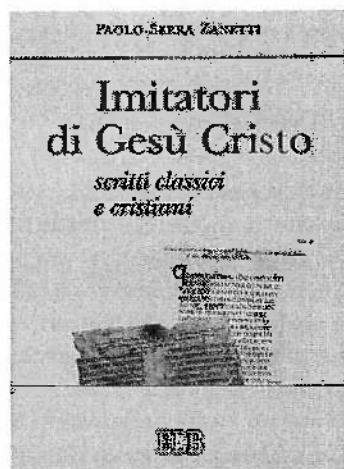 PAOLO SERRA ZANETTI
Imitatori
di Gesù Cristo
scritti classici
e cristiani
EDB